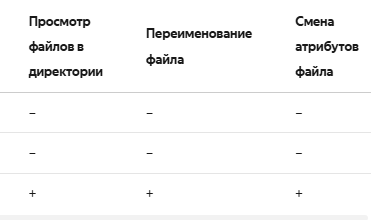 Просмотр
файлов в
директории
Переименование
файла
Смена
атрибутов
файла
– – –
– – –
+ + +